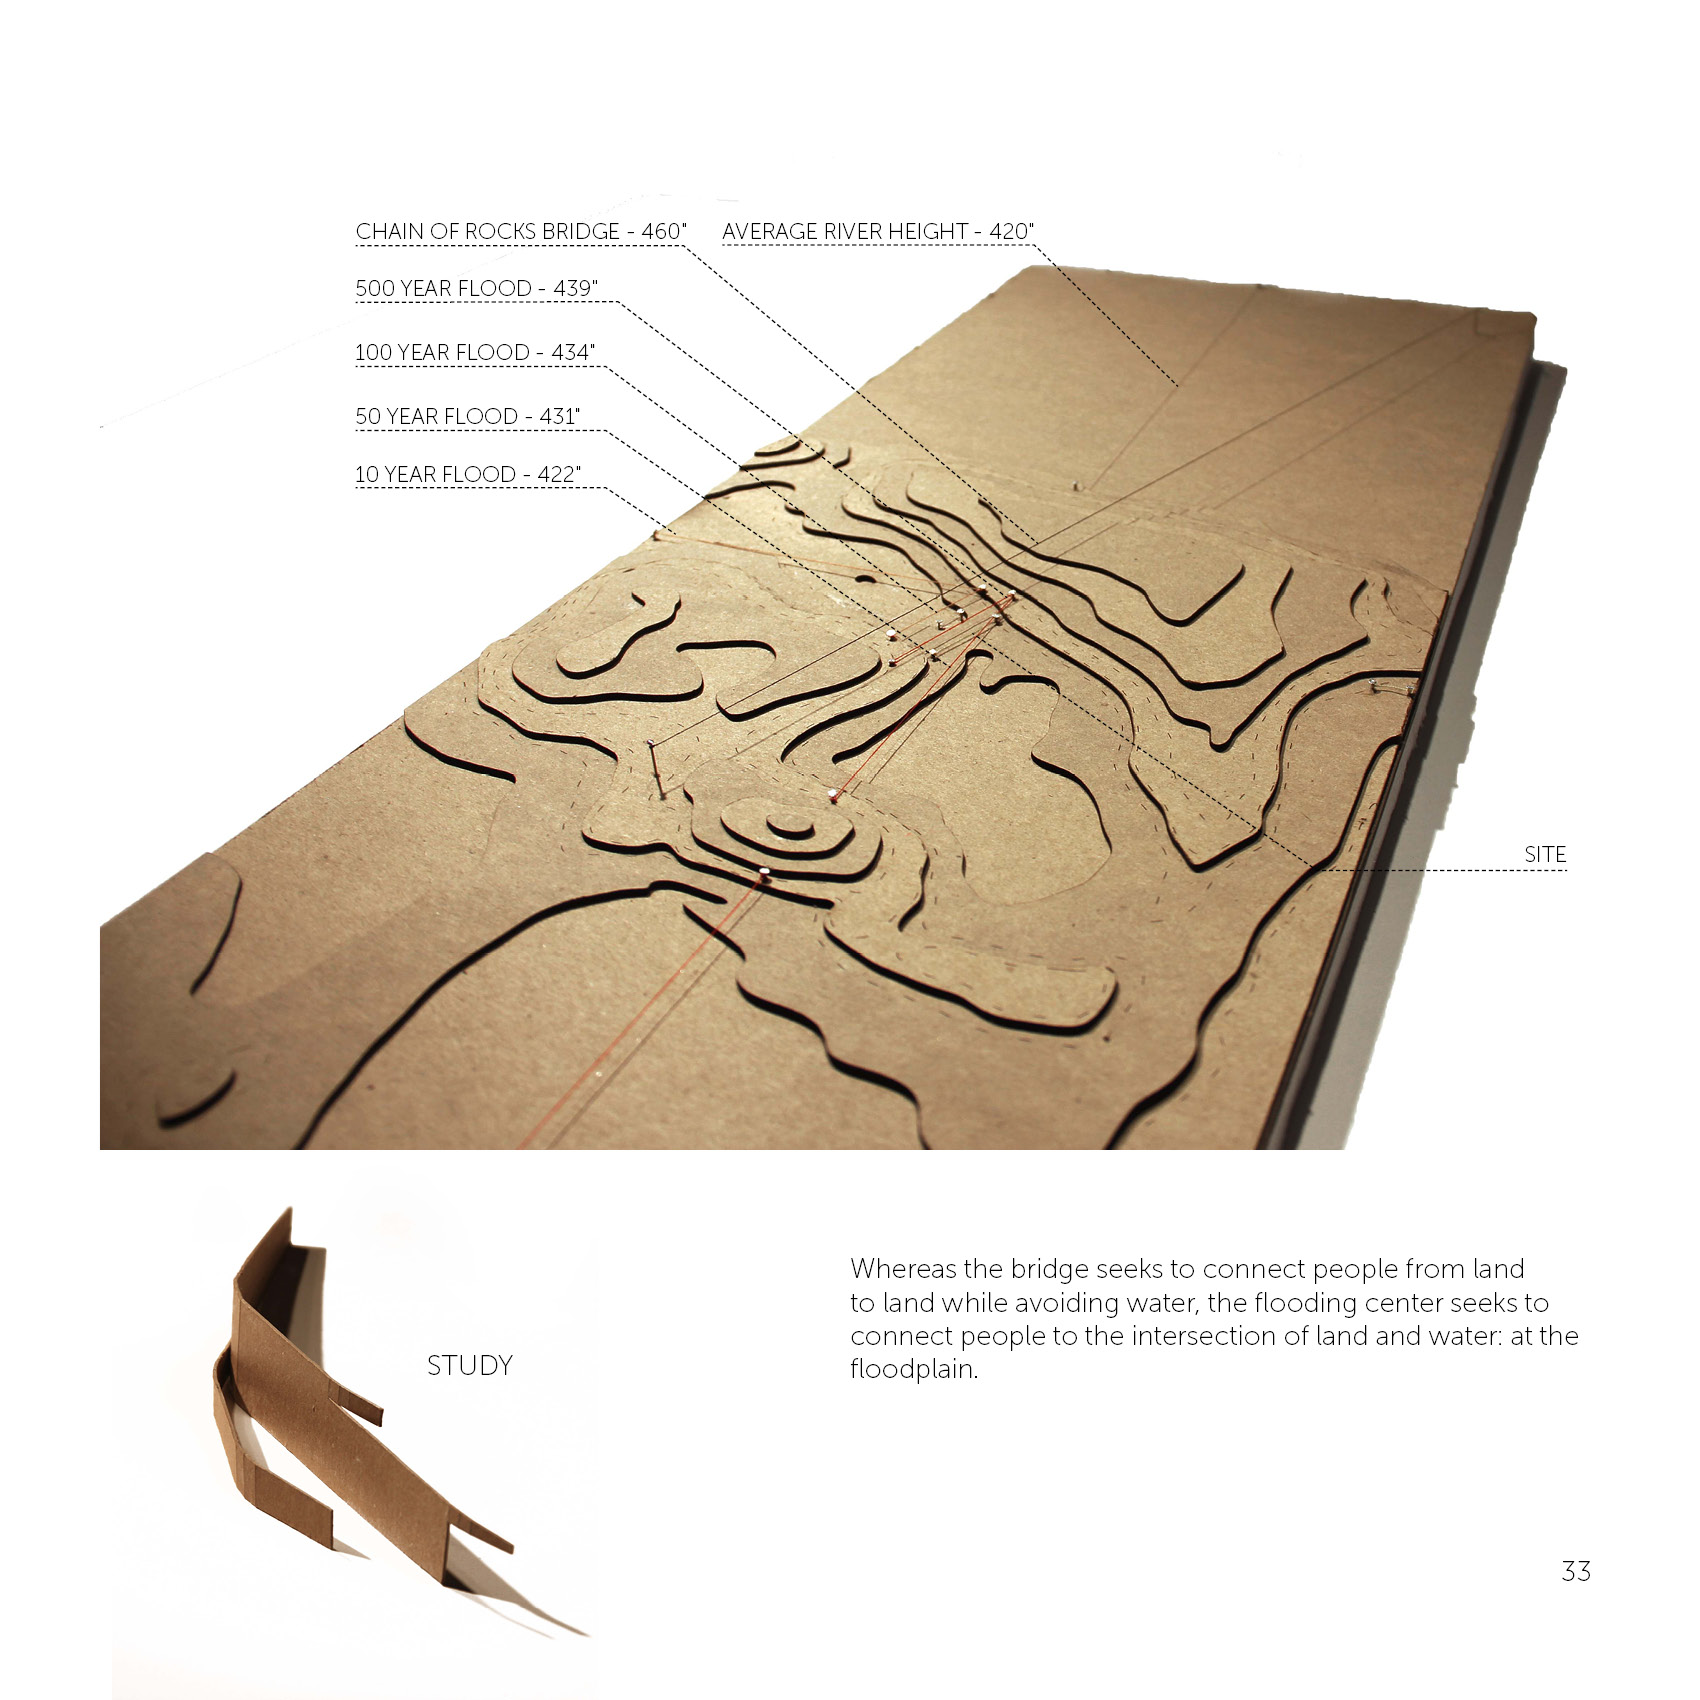 CHAIN OF ROCKS BRIDGE - 460"
AVERAGE RIVER HEIGHT - 420"
500 YEAR FLOOD - 439"
100 YEAR FLOOD - 434"
50 YEAR FLOOD - 431"
10 YEAR FLOOD - 422"
SITE
STUDY
Whereas the bridge seeks to connect people from land
to land while avoiding water, the flooding center seeks to
connect people to the intersection of land and water: at the
floodplain.
33